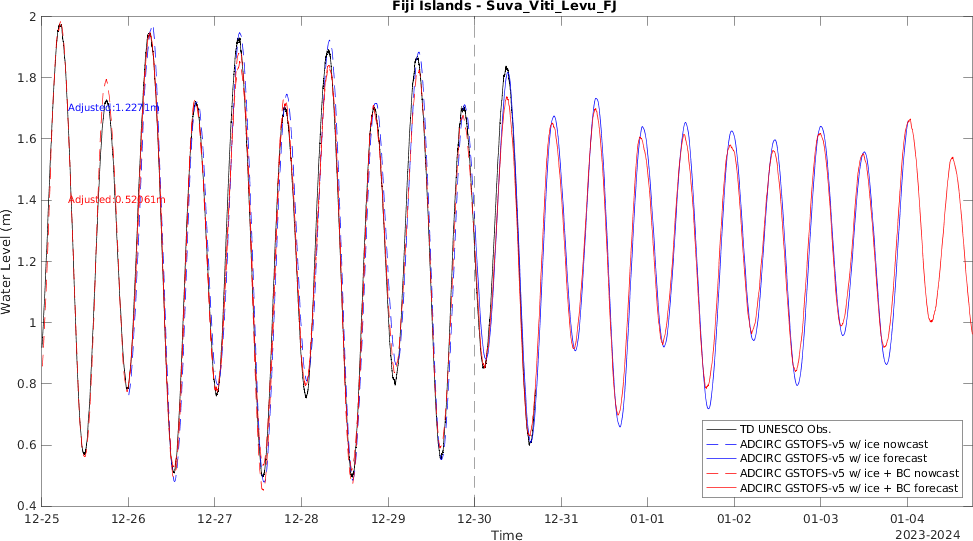 Fiji Islands - Suva_Viti_Levu_FJ
2
1.8
1.6
1.4
1.2
1
0.8
0.6
0.4
Water Level (m)
Adjusted:1.2271m
Adjusted:0.52061m
TD UNESCO Obs.
ADCIRC GSTOFS-v5 w/ ice nowcast
ADCIRC GSTOFS-v5 w/ ice forecast
ADCIRC GSTOFS-v5 w/ ice + BC nowcast
ADCIRC GSTOFS-v5 w/ ice + BC forecast
12-25 12-26 12-27 12-28 12-29 12-30 12-31 01-01 01-02 01-03 01-04
Time
2023-2024